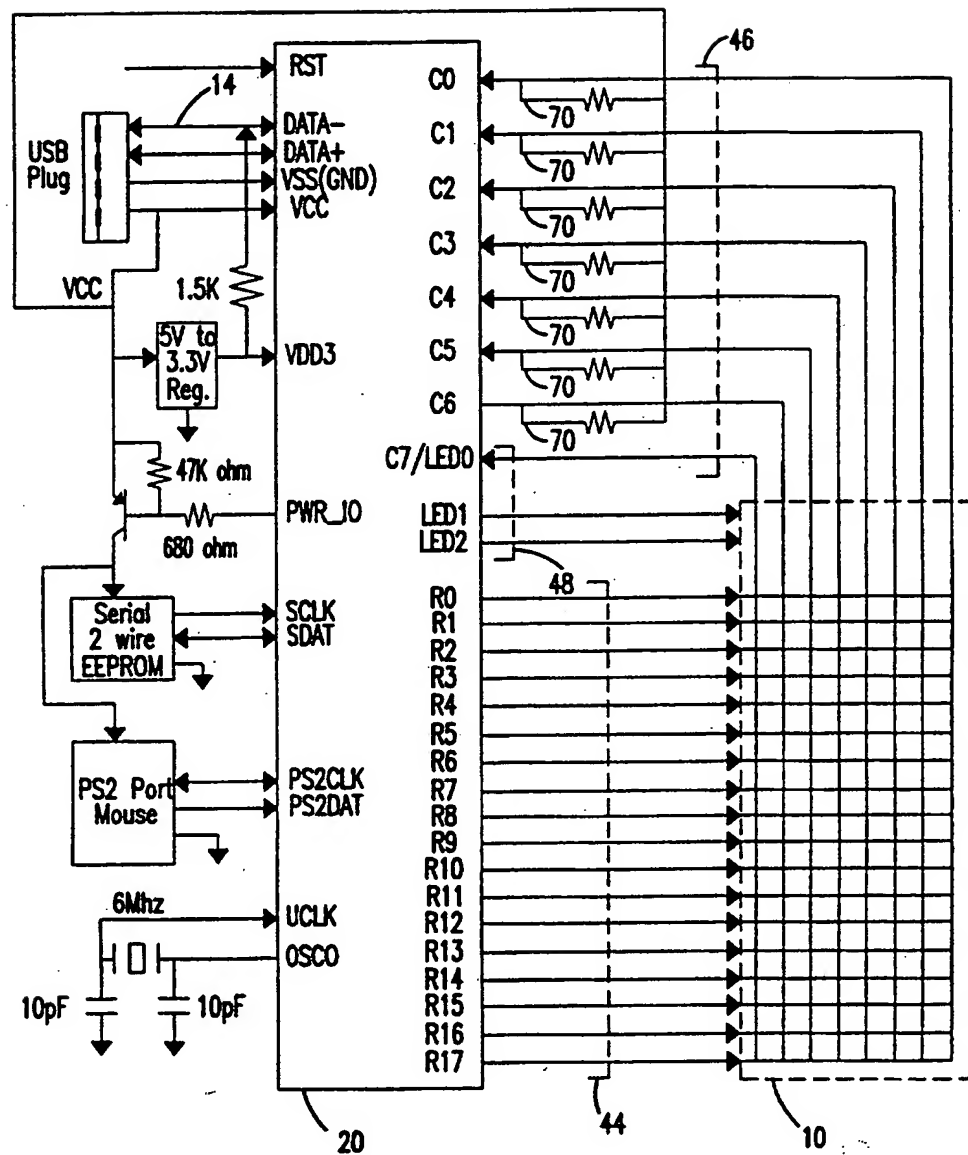 46
RST
C0
14
70
DATA-
C1
USB
Plug
DATA+
70
VSS(GND)
C2
VCC
70
C3
VCC
1.5K
70
C4
5V to
3.3V
Reg.
VDD3
70
C5
70
C6
70
C7/LED0
47K ohm
PWR_IO
LED1
680 ohm
LED2
48
Serial
2 wire
EEPROM
SCLK
SDAT
R0
R1
R2
R3
R4
R5
R6
PS2 Port
Mouse
PS2CLK
PS2DAT
R7
R8
R9
R10
R11
6Mhz
UCLK
R12
OSCO
R13
R14
10pF
10pF
R15
R16
R17
20
44
10